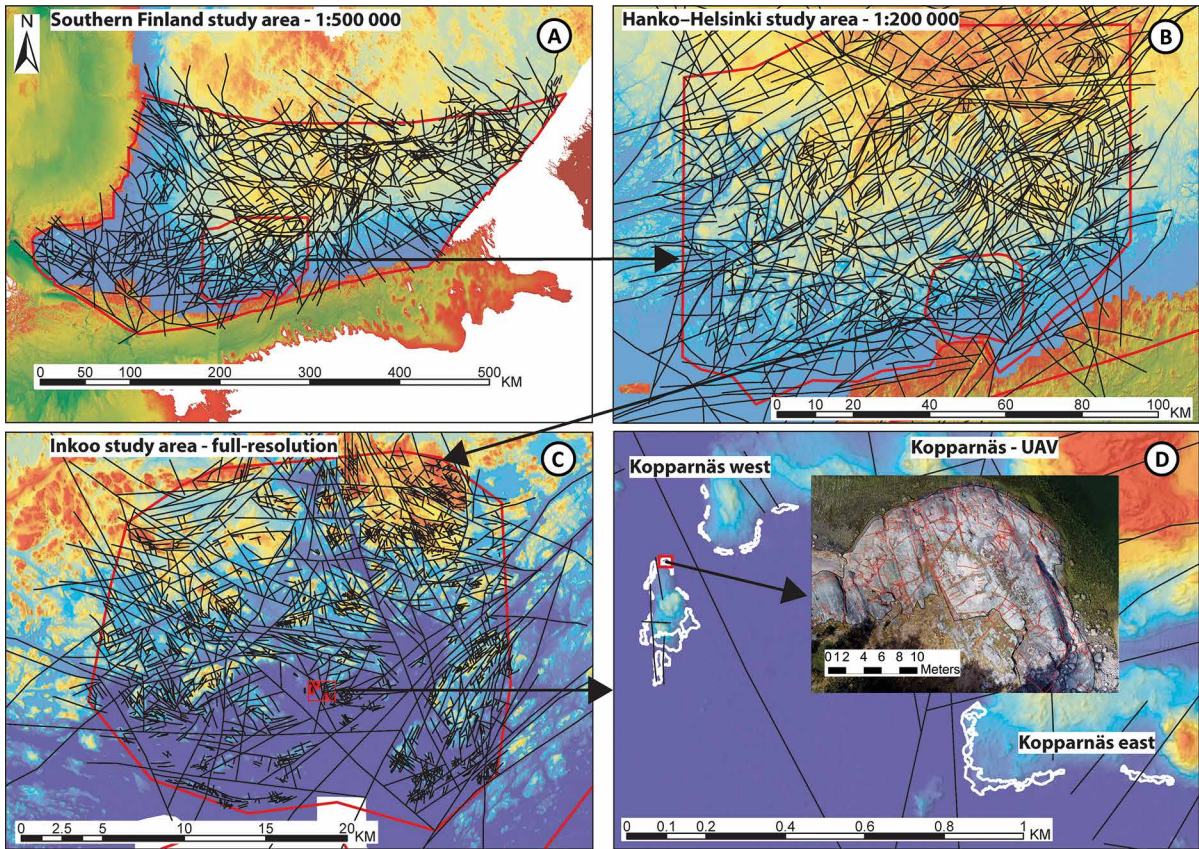 N
Southern Finland study area - 1:500 000
A
0 50 100 200 300 400 500
KM
Hanko–Helsinki study area - 1:200 000
B
0 10 20 40 60 80 100
KM
Inkoo study area - full-resolution
C
0 2.5 5 10 15 20
KM
Kopparnäs - UAV
D
Kopparnäs west
0 1 2 4 6 8 10
Meters
Kopparnäs east
0 0.1 0.2 0.4 0.6 0.8 1
KM